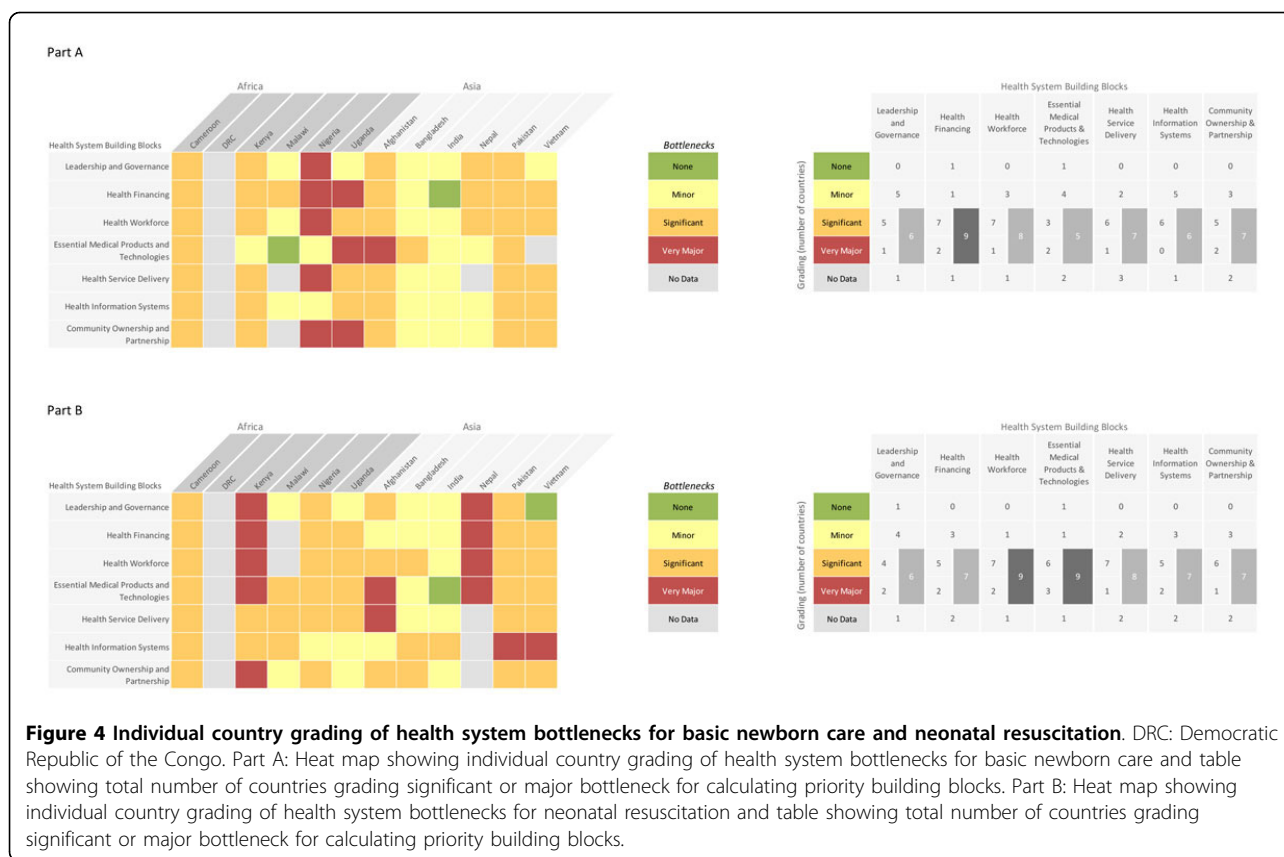 Part A
Africa
Asia
Health System Building Blocks
Cameroon
DRC
Kenya
Malawi
Nigeria
Uganda
Afghanistan
Bangladesh
India
Nepal
Pakistan
Vietnam
Leadership and Governance
Health Financing
Health Workforce
Essential Medical Products and
Technologies
Health Service Delivery
Health Information Systems
Community Ownership and
Partnership
Bottlenecks
None
Minor
Significant
Very Major
No Data
Health System Building Blocks
Leadership
and
Governance
Health
Financing
Health
Workforce
Essential
Medical
Products &
Technologies
Health
Service
Delivery
Health
Information
Systems
Community
Ownership &
Partnership
Grading (number of countries)
None 0 1 0 1 0 0 0
Minor 5 1 3 4 2 5 3
Significant 5 7 7 3 6 6 5
6 9 8 5 7 6 7
Very Major 1 2 1 2 1 0 2
No Data 1 1 1 2 3 1 2
Part B
Africa
Asia
Health System Building Blocks
Cameroon
DRC
Kenya
Malawi
Nigeria
Uganda
Afghanistan
Bangladesh
India
Nepal
Pakistan
Vietnam
Leadership and Governance
Health Financing
Health Workforce
Essential Medical Products and
Technologies
Health Service Delivery
Health Information Systems
Community Ownership and
Partnership
Bottlenecks
None
Minor
Significant
Very Major
No Data
Health System Building Blocks
Leadership
and
Governance
Health
Financing
Health
Workforce
Essential
Medical
Products &
Technologies
Health
Service
Delivery
Health
Information
Systems
Community
Ownership &
Partnership
Grading (number of countries)
None 1 0 0 1 0 0 0
Minor 4 3 1 1 2 3 3
Significant 4 5 7 6 7 5 6
6 7 9 9 8 7 7
Very Major 2 2 2 3 1 2 1
No Data 1 2 1 1 2 2 2
Figure 4 Individual country grading of health system bottlenecks for basic newborn care and neonatal resuscitation. DRC: Democratic
Republic of the Congo. Part A: Heat map showing individual country grading of health system bottlenecks for basic newborn care and table
showing total number of countries grading significant or major bottleneck for calculating priority building blocks. Part B: Heat map showing
individual country grading of health system bottlenecks for neonatal resuscitation and table showing total number of countries grading
significant or major bottleneck for calculating priority building blocks.